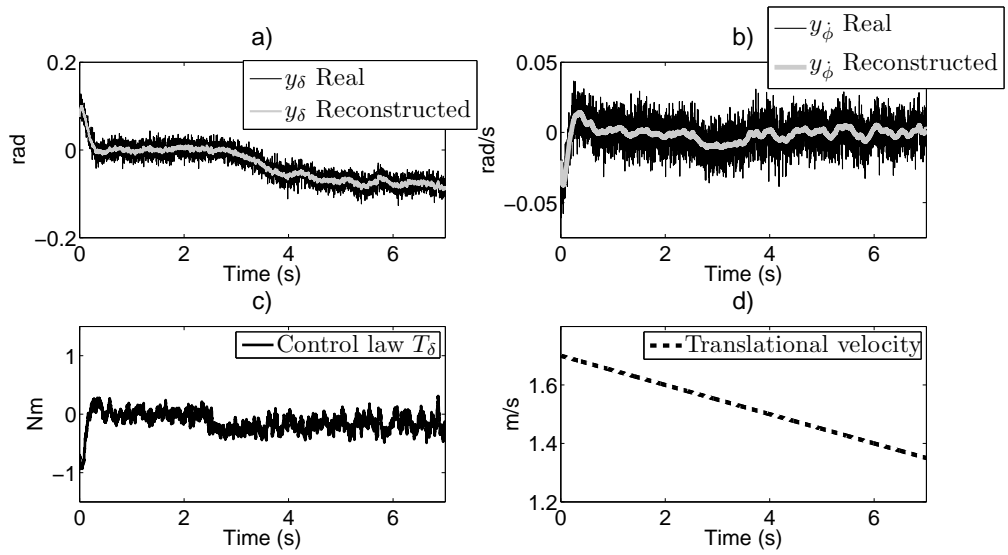 a)
y_δ Real
y_δ Reconstructed
rad
0.2
0
−0.2
0 2 4 6
Time (s)
b)
y_φ̇ Real
y_φ̇ Reconstructed
rad/s
0.05
0
−0.05
0 2 4 6
Time (s)
c)
Control law T_δ
Nm
1
0
−1
0 2 4 6
Time (s)
d)
Translational velocity
m/s
1.6
1.4
1.2
0 2 4 6
Time (s)